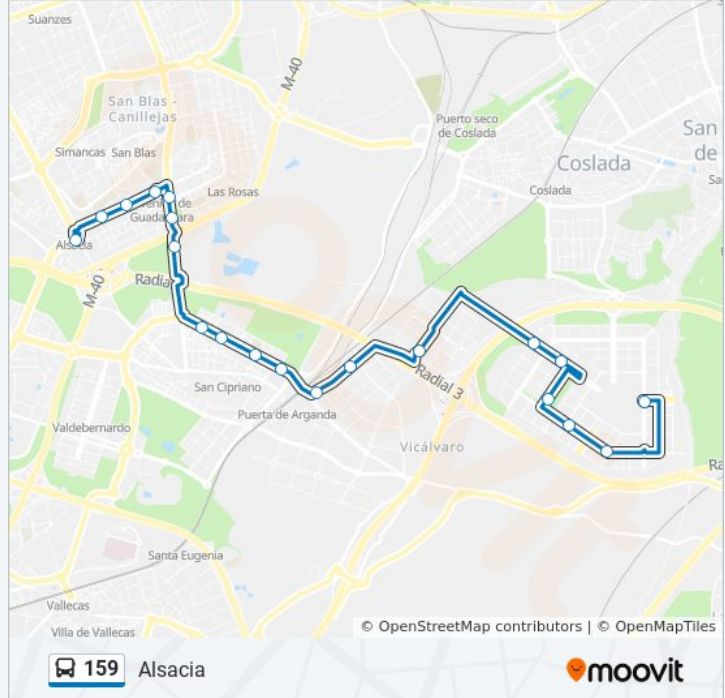 Suanzes
M-40
San Blas -
Canillejas
Puerto seco
de Coslada
San
de
Simancas
San Blas
Coslada
Coslada
Las Rosas
Alsacia
M-40
San Cipriano
Radial 3
Puerta de Arganda
Valdebernardo
Vicálvaro
Santa Eugenia
Vallecas
Villa de Vallecas
© OpenStreetMap contributors | © OpenMapTiles
159 Alsacia
moovit